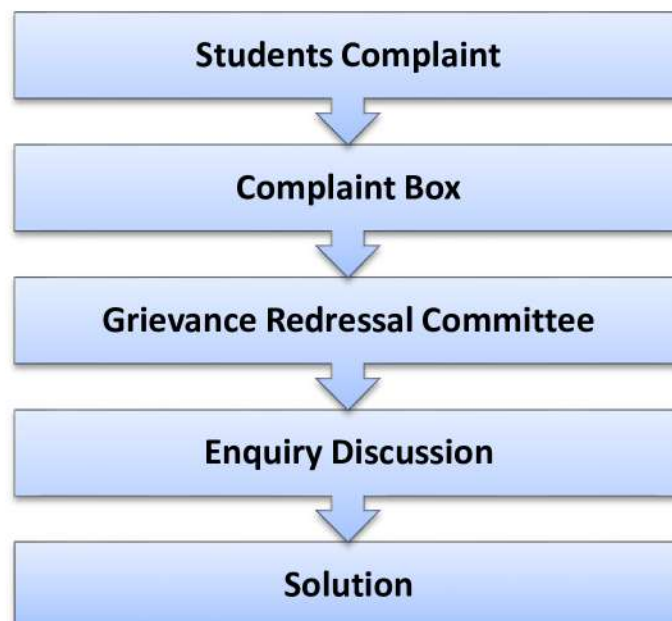 Students Complaint
Complaint Box
Grievance Redressal Committee
Enquiry Discussion
Solution